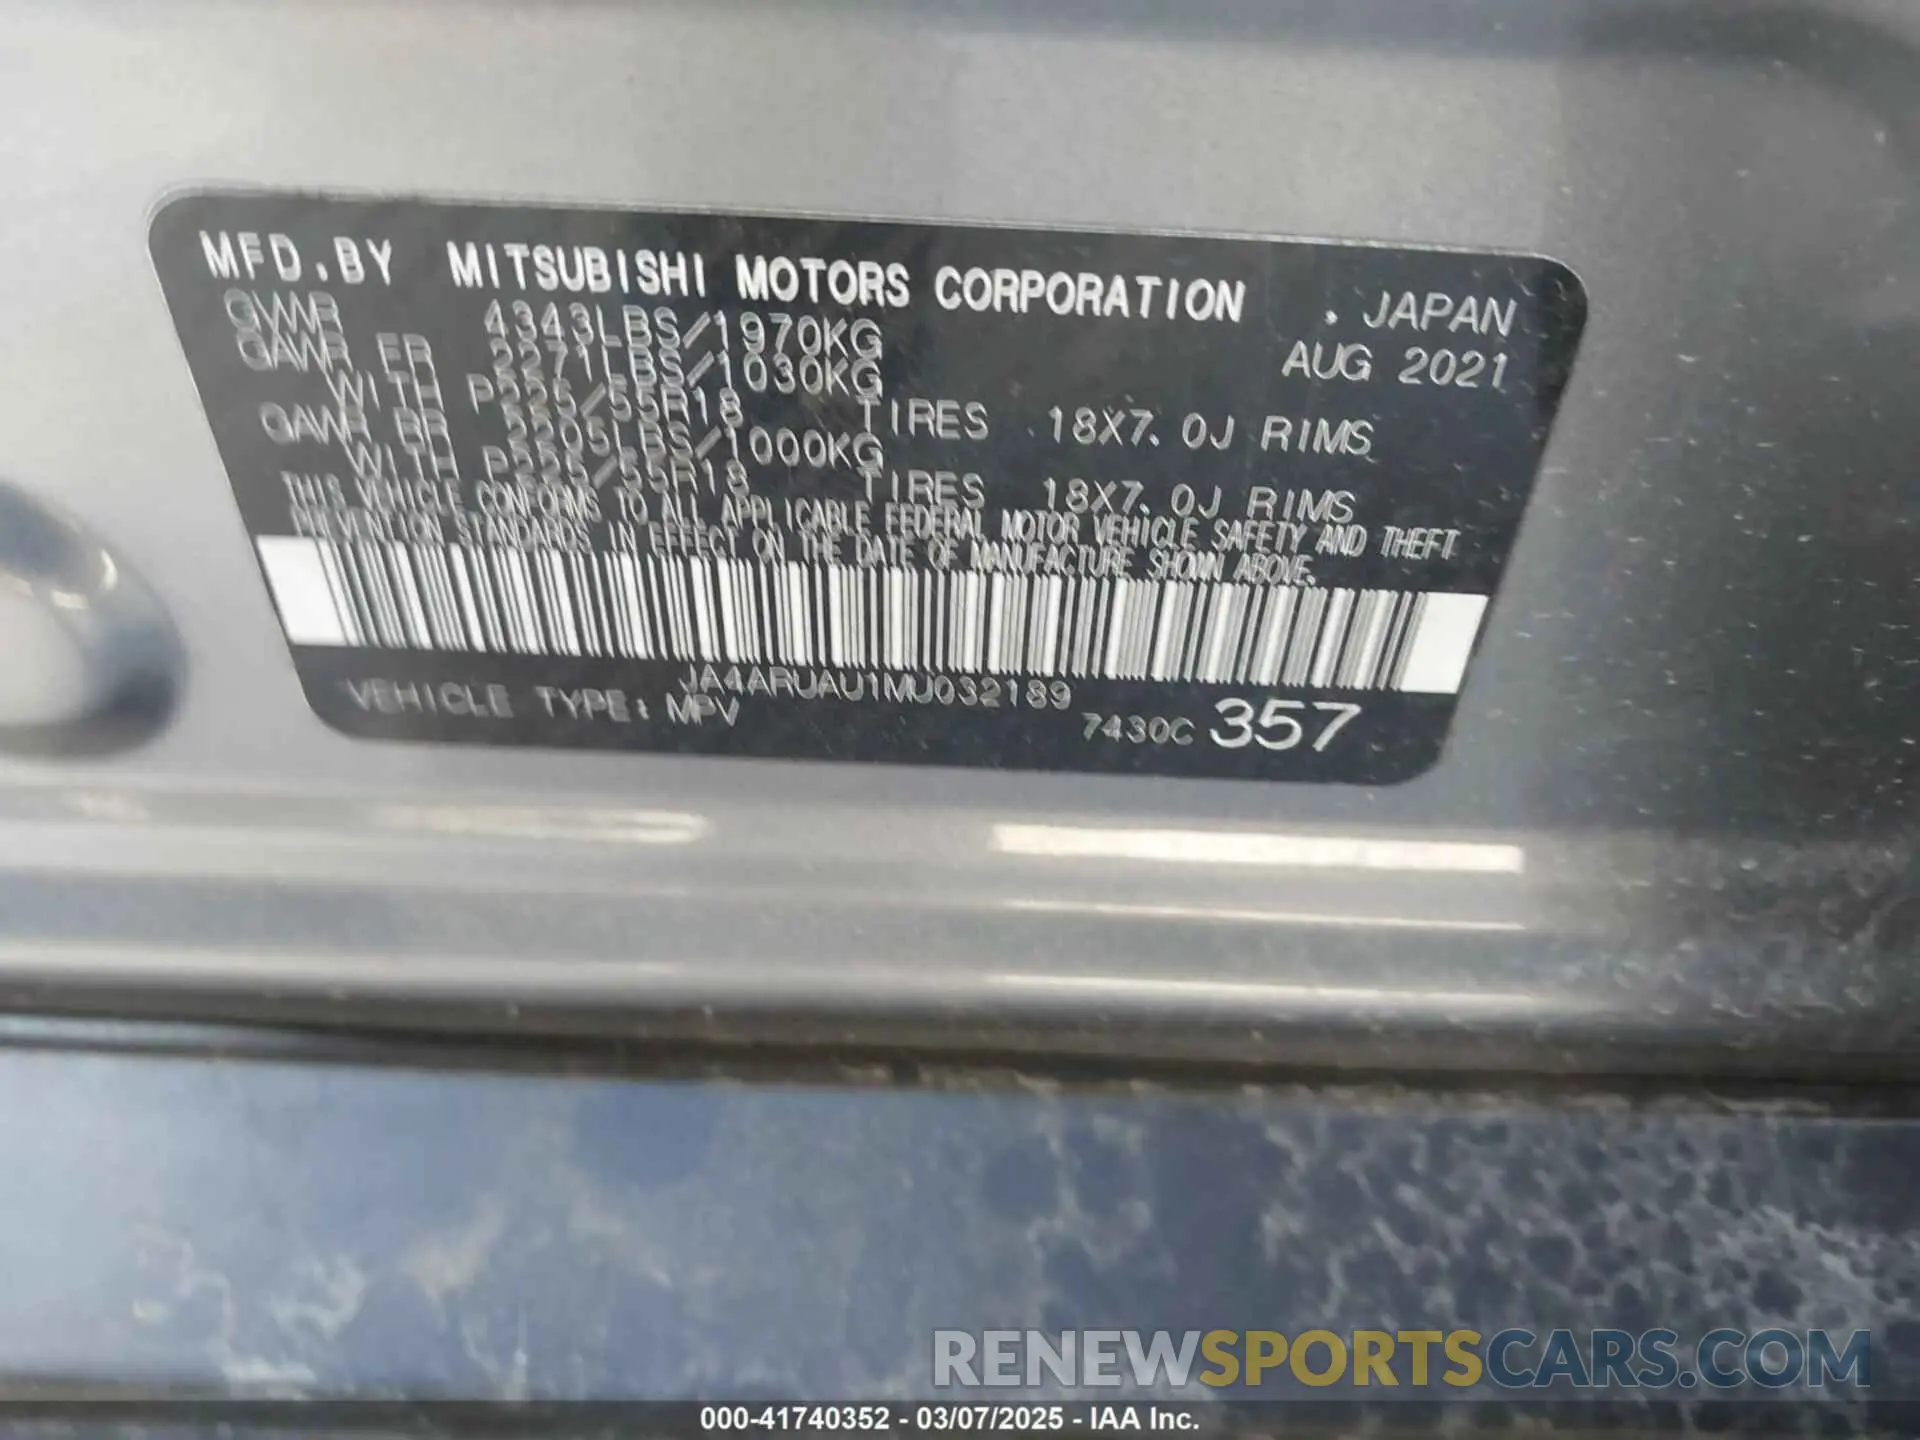 MFD.BY MITSUBISHI MOTORS CORPORATION . JAPAN
GVWR 4343LBS/1970KG AUG 2021
GAWR FR 2271LBS/1030KG
WITH P225/55R18 TIRES 18X7.0J RIMS
GAWR RR 2205LBS/1000KG
WITH P225/55R18 TIRES 18X7.0J RIMS
THIS VEHICLE CONFORMS TO ALL APPLICABLE FEDERAL MOTOR VEHICLE SAFETY AND THEFT
PREVENTION STANDARDS IN EFFECT ON THE DATE OF MANUFACTURE SHOWN ABOVE.
JA4ARUAU1MU032189
VEHICLE TYPE: MPV 7430C 357
RENEWSPORTSCARS.COM
000-41740352 - 03/07/2025 - IAA Inc.